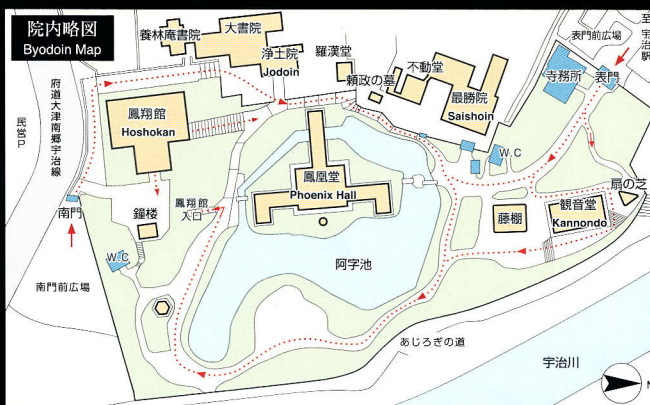 院内略図
Byodoin Map
養林庵書院
大書院
浄土院
Jodoin
羅漢堂
頼政の墓
不動堂
最勝院
Saishoin
表門前広場
至
宇治駅
寺務所
表門
府道大津南郷宇治線
民営P
鳳翔館
Hoshokan
鳳凰堂
Phoenix Hall
W.C
扇の芝
観音堂
Kannondo
藤棚
南門
鐘楼
鳳翔館
入口
W.C
阿字池
南門前広場
あじろぎの道
宇治川
N